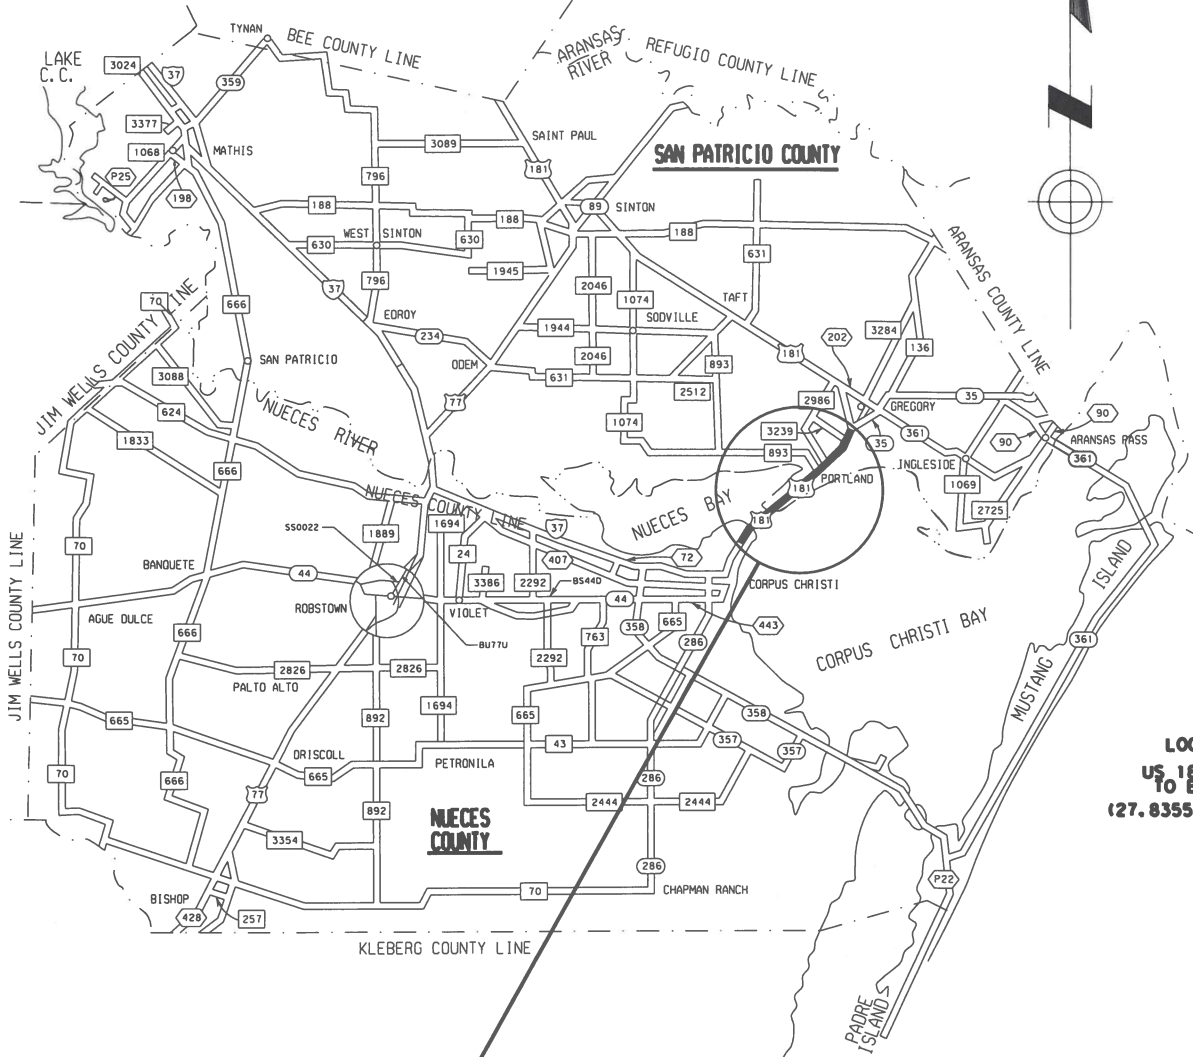 TYNAN
BEE COUNTY LINE
ARANSAS
RIVER
REFUGIO COUNTY LINE
LAKE
C. C.
3024
37
359
3377
1068
MATHIS
P25
198
3089
SAINT PAUL
181
SAN PATRICIO COUNTY
796
188
188
89
SINTON
188
WEST SINTON
630
630
631
1945
796
37
2046
1074
TAFT
ARANSAS COUNTY LINE
70
666
EDROY
234
1944
SODVILLE
202
3284
136
JIM WELLS COUNTY LINE
SAN PATRICIO
ODEM
2046
181
893
3088
631
2512
2986
GREGORY
35
624
NUECES RIVER
77
1074
3239
35
361
90
90
ARANSAS PASS
1833
893
INGLESIDE
361
666
PORTLAND
181
1069
NUECES COUNTY LINE
NUECES BAY
181
2725
SS0022
1694
37
1889
JIM WELLS COUNTY LINE
70
24
407
72
BANQUETE
44
3386
2292
BS44D
CORPUS CHRISTI
ISLAND
ROBSTOWN
VIOLET
44
AGUE DULCE
358
665
443
CORPUS CHRISTI BAY
666
763
286
361
BU77U
70
2826
2826
2292
MUSTANG
PALTO ALTO
1694
665
892
665
358
43
357
357
DRISCOLL
LOC
70
665
PETRONILA
US 18
666
286
TO E
77
2444
2444
(27.8355
892
NUECES
COUNTY
3354
286
P22
BISHOP
70
CHAPMAN RANCH
428
257
KLEBERG COUNTY LINE
PADRE
ISLAND